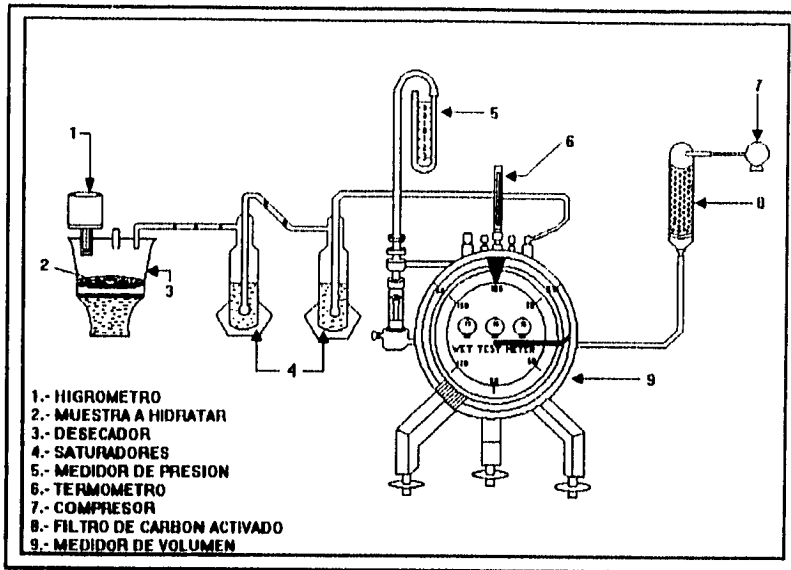 1
2
3
4
5
6
7
8
9
WET TEST METER
1.- HIGROMETRO
2.- MUESTRA A HIDRATAR
3.- DESECADOR
4.- SATURADORES
5.- MEDIDOR DE PRESION
6.- TERMOMETRO
7.- COMPRESOR
8.- FILTRO DE CARBON ACTIVADO
9.- MEDIDOR DE VOLUMEN